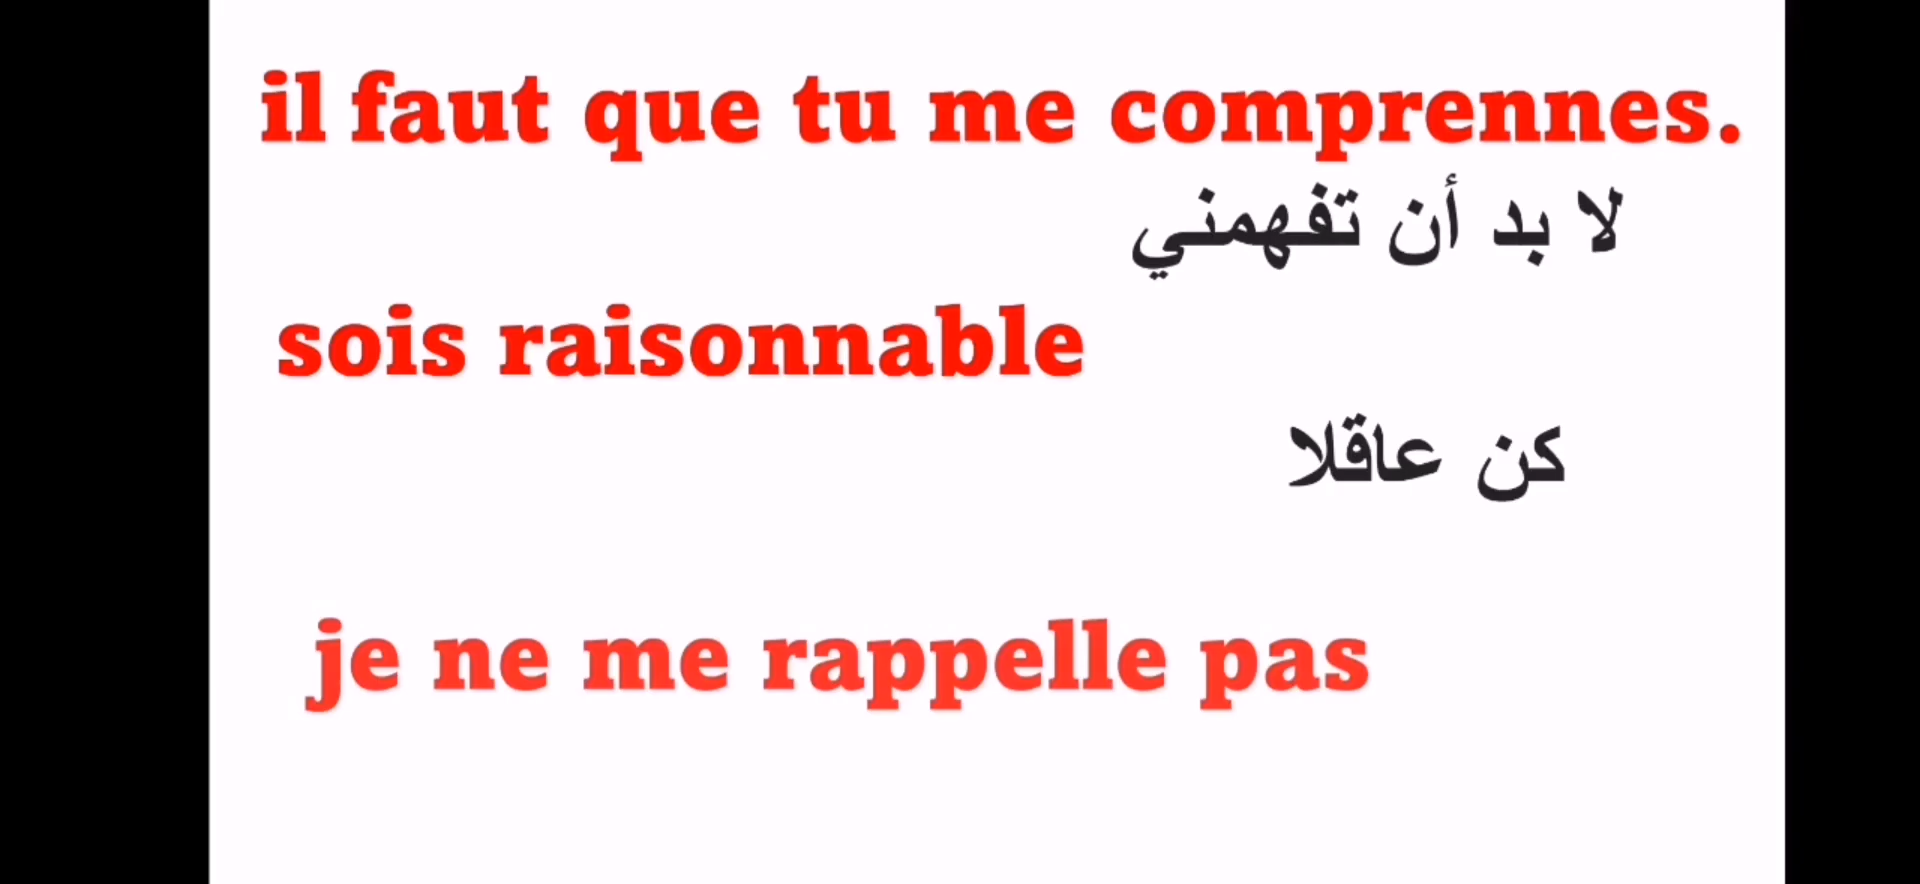 il faut que tu me comprennes.
لا بد أن تفهمني
sois raisonnable
كن عاقلا
je ne me rappelle pas